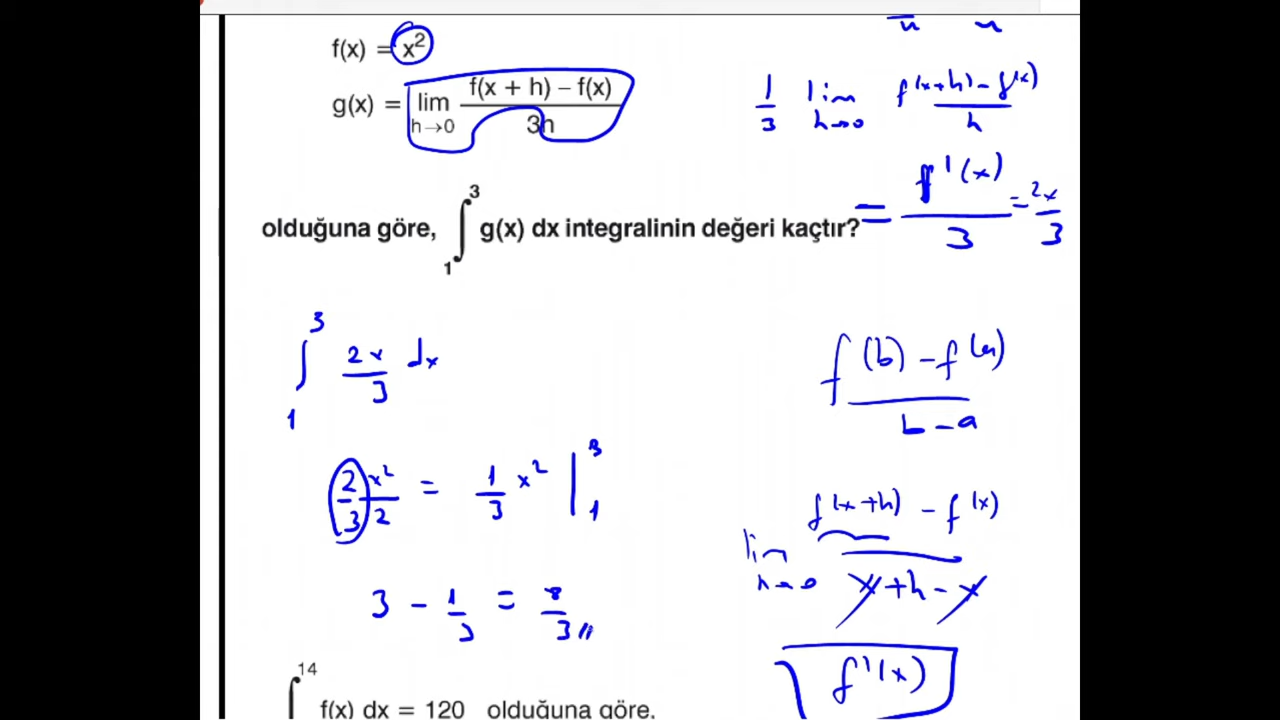 f(x) = x²
g(x) = lim h→0 f(x + h) – f(x) / 3h
1/3 lim h→0 f(x+h) - f(x) / h
= f'(x) / 3 = 2x / 3
olduğuna göre, ∫₁³ g(x) dx integralinin değeri kaçtır?
∫₁³ 2x/3 dx
f(b) - f(a) / b - a
2/3 x²/2 = 1/3 x² |₁³
lim h→0 f(x+h) - f(x) / x + h - x
3 - 1/3 = 8/3 //
f'(x)
∫¹⁴ f(x) dx = 120 olduğuna göre,